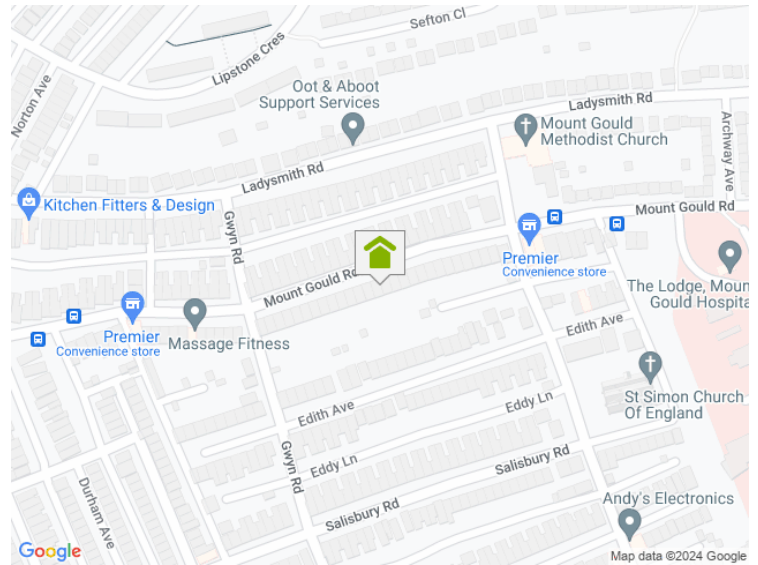 Sefton Cl
Lipstone Cres
Norton Ave
Oot & Aboot
Support Services
Ladysmith Rd
Mount Gould
Methodist Church
Archway Ave
Ladysmith Rd
Kitchen Fitters & Design
Gwyn Rd
Mount Gould Rd
Premier
Convenience store
Mount Gould Rd
The Lodge, Moun
Gould Hospita
Premier
Convenience store
Massage Fitness
Edith Ave
St Simon Church
Of England
Edith Ave
Eddy Ln
Gwyn Rd
Eddy Ln
Salisbury Rd
Durham Ave
Salisbury Rd
Andy's Electronics
Google
Map data ©2024 Google